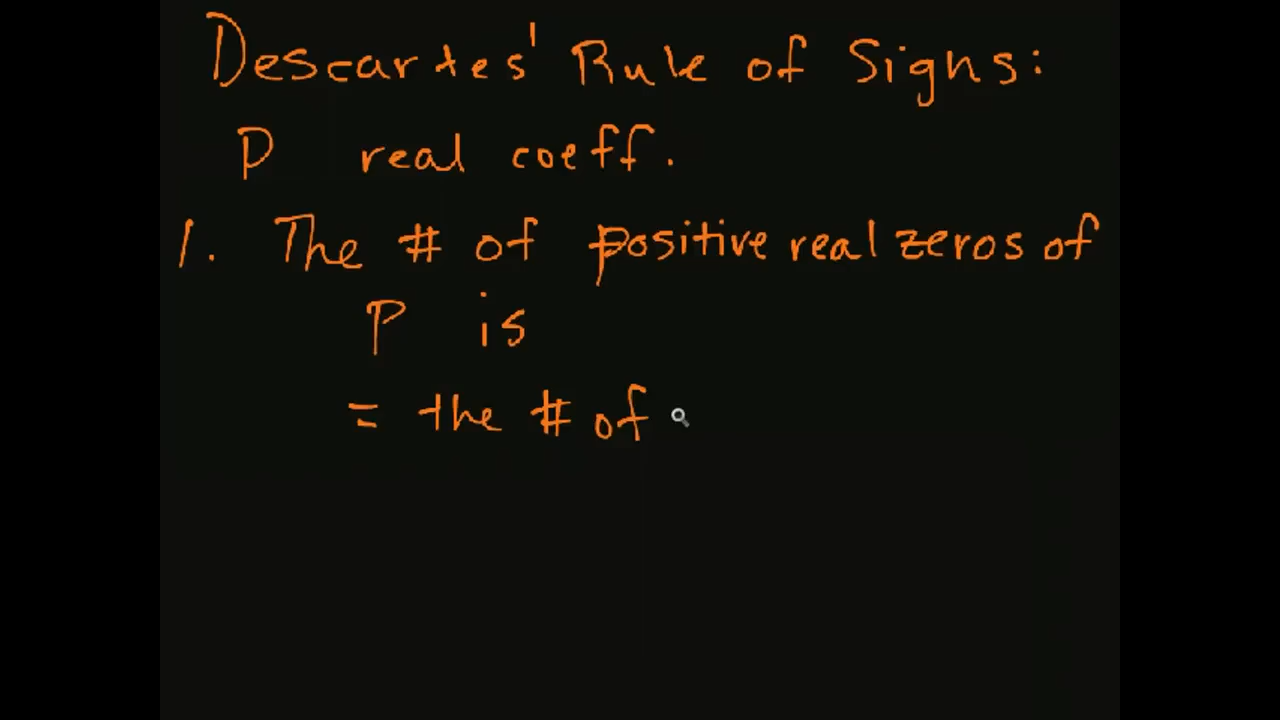 Descartes' Rule of Signs:
P real coeff.
1. The # of positive real zeros of
P is
= the # of